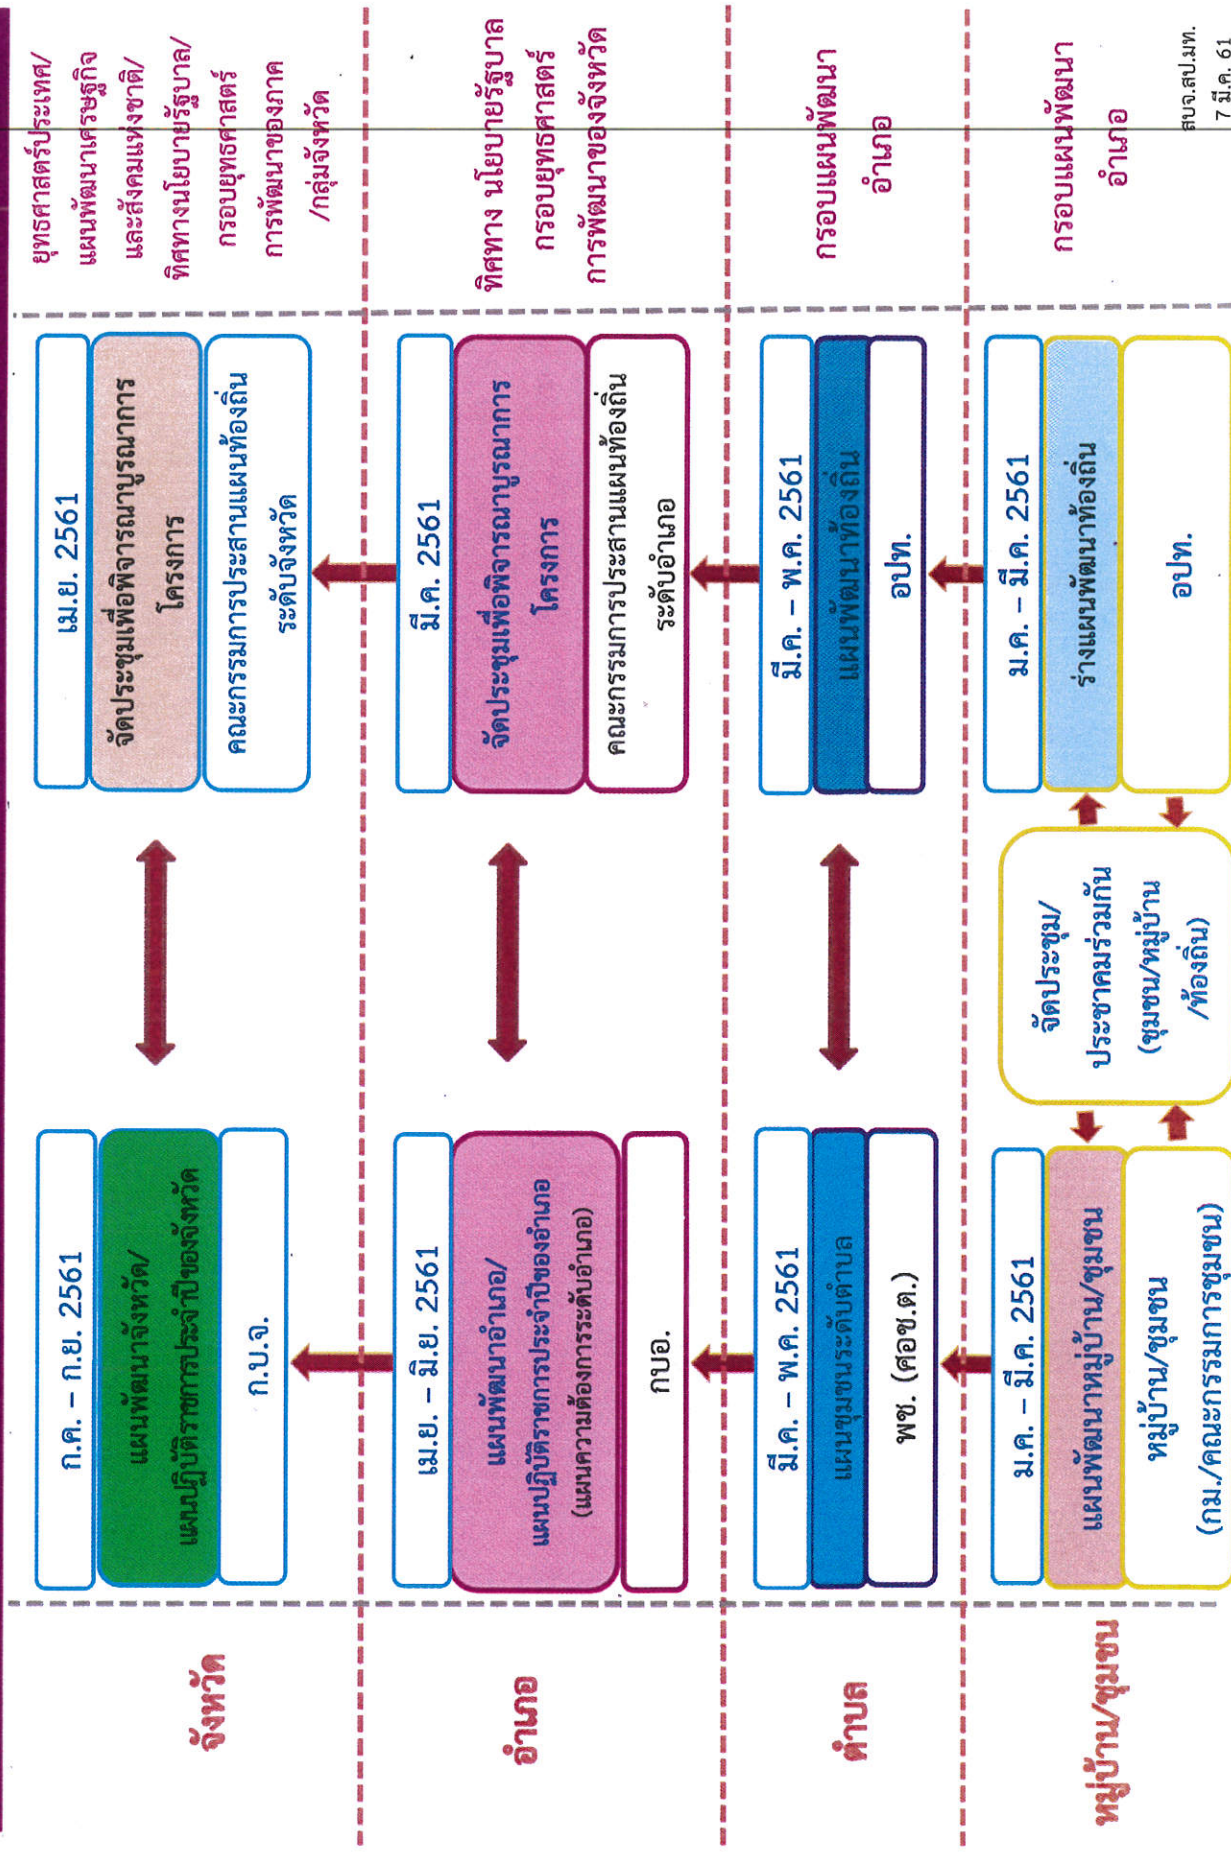 จังหวัด
ก.ค. – ก.ย. 2561
แผนพัฒนาจังหวัด/
แผนปฏิบัติราชการประจำปีของจังหวัด
ก.บ.จ.
เม.ย. 2561
จัดประชุมเพื่อพิจารณาบูรณาการ
โครงการ
คณะกรรมการประสานแผนท้องถิ่น
ระดับจังหวัด
ยุทธศาสตร์ประเทศ/
แผนพัฒนาเศรษฐกิจ
และสังคมแห่งชาติ/
ทิศทางนโยบายรัฐบาล/
กรอบยุทธศาสตร์
การพัฒนาของภาค
/กลุ่มจังหวัด
อำเภอ
เม.ย. – มิ.ย. 2561
แผนพัฒนาอำเภอ/
แผนปฏิบัติราชการประจำปีของอำเภอ
(แผนความต้องการระดับอำเภอ)
กบอ.
มี.ค. 2561
จัดประชุมเพื่อพิจารณาบูรณาการ
โครงการ
คณะกรรมการประสานแผนท้องถิ่น
ระดับอำเภอ
ทิศทาง นโยบายรัฐบาล
กรอบยุทธศาสตร์
การพัฒนาของจังหวัด
ตำบล
มี.ค. – พ.ค. 2561
แผนชุมชนระดับตำบล
พช. (ศอช.ต.)
มี.ค. – พ.ค. 2561
แผนพัฒนาท้องถิ่น
อปท.
กรอบแผนพัฒนา
อำเภอ
หมู่บ้าน/ชุมชน
ม.ค. – มี.ค. 2561
แผนพัฒนาหมู่บ้าน/ชุมชน
หมู่บ้าน/ชุมชน
(กม./คณะกรรมการชุมชน)
จัดประชุม/
ประชาคมร่วมกัน
(ชุมชน/หมู่บ้าน
/ท้องถิ่น)
ม.ค. – มี.ค. 2561
ร่างแผนพัฒนาท้องถิ่น
อปท.
กรอบแผนพัฒนา
อำเภอ
สบจ.สป.มท.
7 มี.ค. 61